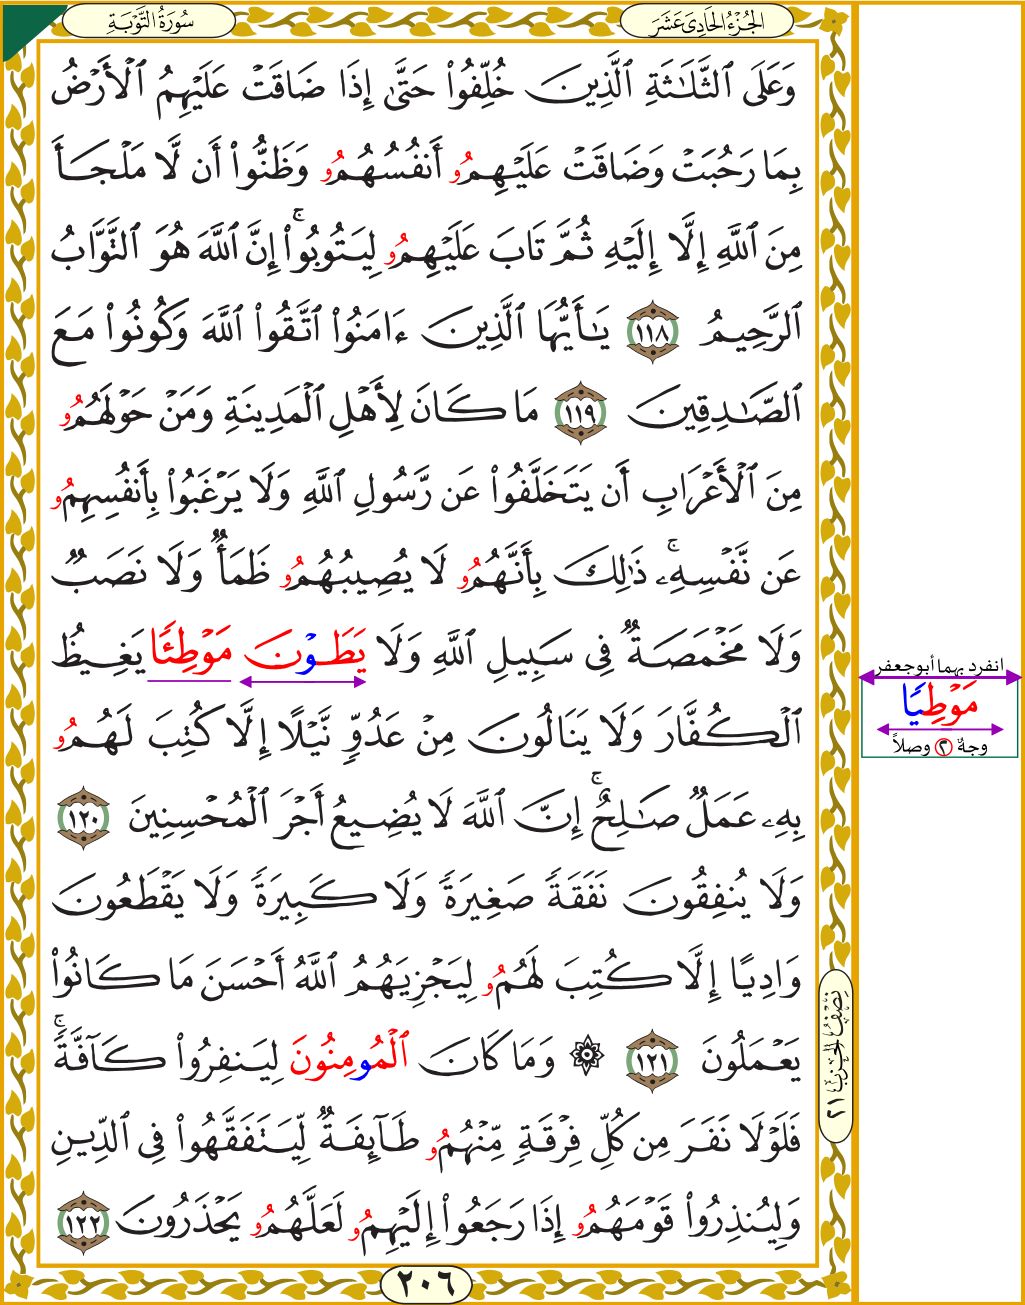 سُورَةُ التَّوْبَةِ
الجُزْءُ الحَادِىَ عَشَرَ
وَعَلَى ٱلثَّلَٰثَةِ ٱلَّذِينَ خُلِّفُوا۟ حَتَّىٰٓ إِذَا ضَاقَتْ عَلَيْهِمُ ٱلْأَرْضُ
بِمَا رَحُبَتْ وَضَاقَتْ عَلَيْهِمُۥ أَنفُسُهُمُۥ وَظَنُّوا۟ أَن لَّا مَلْجَأَ
مِنَ ٱللَّهِ إِلَّا إِلَيْهِ ثُمَّ تَابَ عَلَيْهِمُۥ لِيَتُوبُوا۟ ۚ إِنَّ ٱللَّهَ هُوَ ٱلتَّوَّابُ
ٱلرَّحِيمُ ١١٨ يَٰأَيُّهَا ٱلَّذِينَ ءَامَنُوا۟ ٱتَّقُوا۟ ٱللَّهَ وَكُونُوا۟ مَعَ
ٱلصَّٰدِقِينَ ١١٩ مَا كَانَ لِأَهْلِ ٱلْمَدِينَةِ وَمَنْ حَوْلَهُمُۥ
مِنَ ٱلْأَعْرَابِ أَن يَتَخَلَّفُوا۟ عَن رَّسُولِ ٱللَّهِ وَلَا يَرْغَبُوا۟ بِأَنفُسِهِمُۥ
عَن نَّفْسِهِۦ ۚ ذَٰلِكَ بِأَنَّهُمُۥ لَا يُصِيبُهُمُۥ ظَمَأٌ وَلَا نَصَبٌ
وَلَا مَخْمَصَةٌ فِى سَبِيلِ ٱللَّهِ وَلَا يَطَوْنَ مَوْطِئًا يَغِيظُ
ٱلْكُفَّارَ وَلَا يَنَالُونَ مِنْ عَدُوٍّ نَّيْلًا إِلَّا كُتِبَ لَهُمُۥ
بِهِۦ عَمَلٌ صَٰلِحٌ ۚ إِنَّ ٱللَّهَ لَا يُضِيعُ أَجْرَ ٱلْمُحْسِنِينَ ١٢٠
وَلَا يُنفِقُونَ نَفَقَةً صَغِيرَةً وَلَا كَبِيرَةً وَلَا يَقْطَعُونَ
وَادِيًا إِلَّا كُتِبَ لَهُمُۥ لِيَجْزِيَهُمُ ٱللَّهُ أَحْسَنَ مَا كَانُوا۟
يَعْمَلُونَ ١٢١ ۞ وَمَا كَانَ ٱلْمُومِنُونَ لِيَنفِرُوا۟ كَآفَّةً ۚ
فَلَوْلَا نَفَرَ مِن كُلِّ فِرْقَةٍ مِّنْهُمُۥ طَآئِفَةٌ لِّيَتَفَقَّهُوا۟ فِى ٱلدِّينِ
وَلِيُنذِرُوا۟ قَوْمَهُمُۥ إِذَا رَجَعُوا۟ إِلَيْهِمُۥ لَعَلَّهُمُۥ يَحْذَرُونَ ١٢٢
انفرد بهما أبوجعفر
مَوْطِيًا
وجهٌ ٢ وصلاً
نِصْفُ الحِزْبِ ٢١
٢٠٦